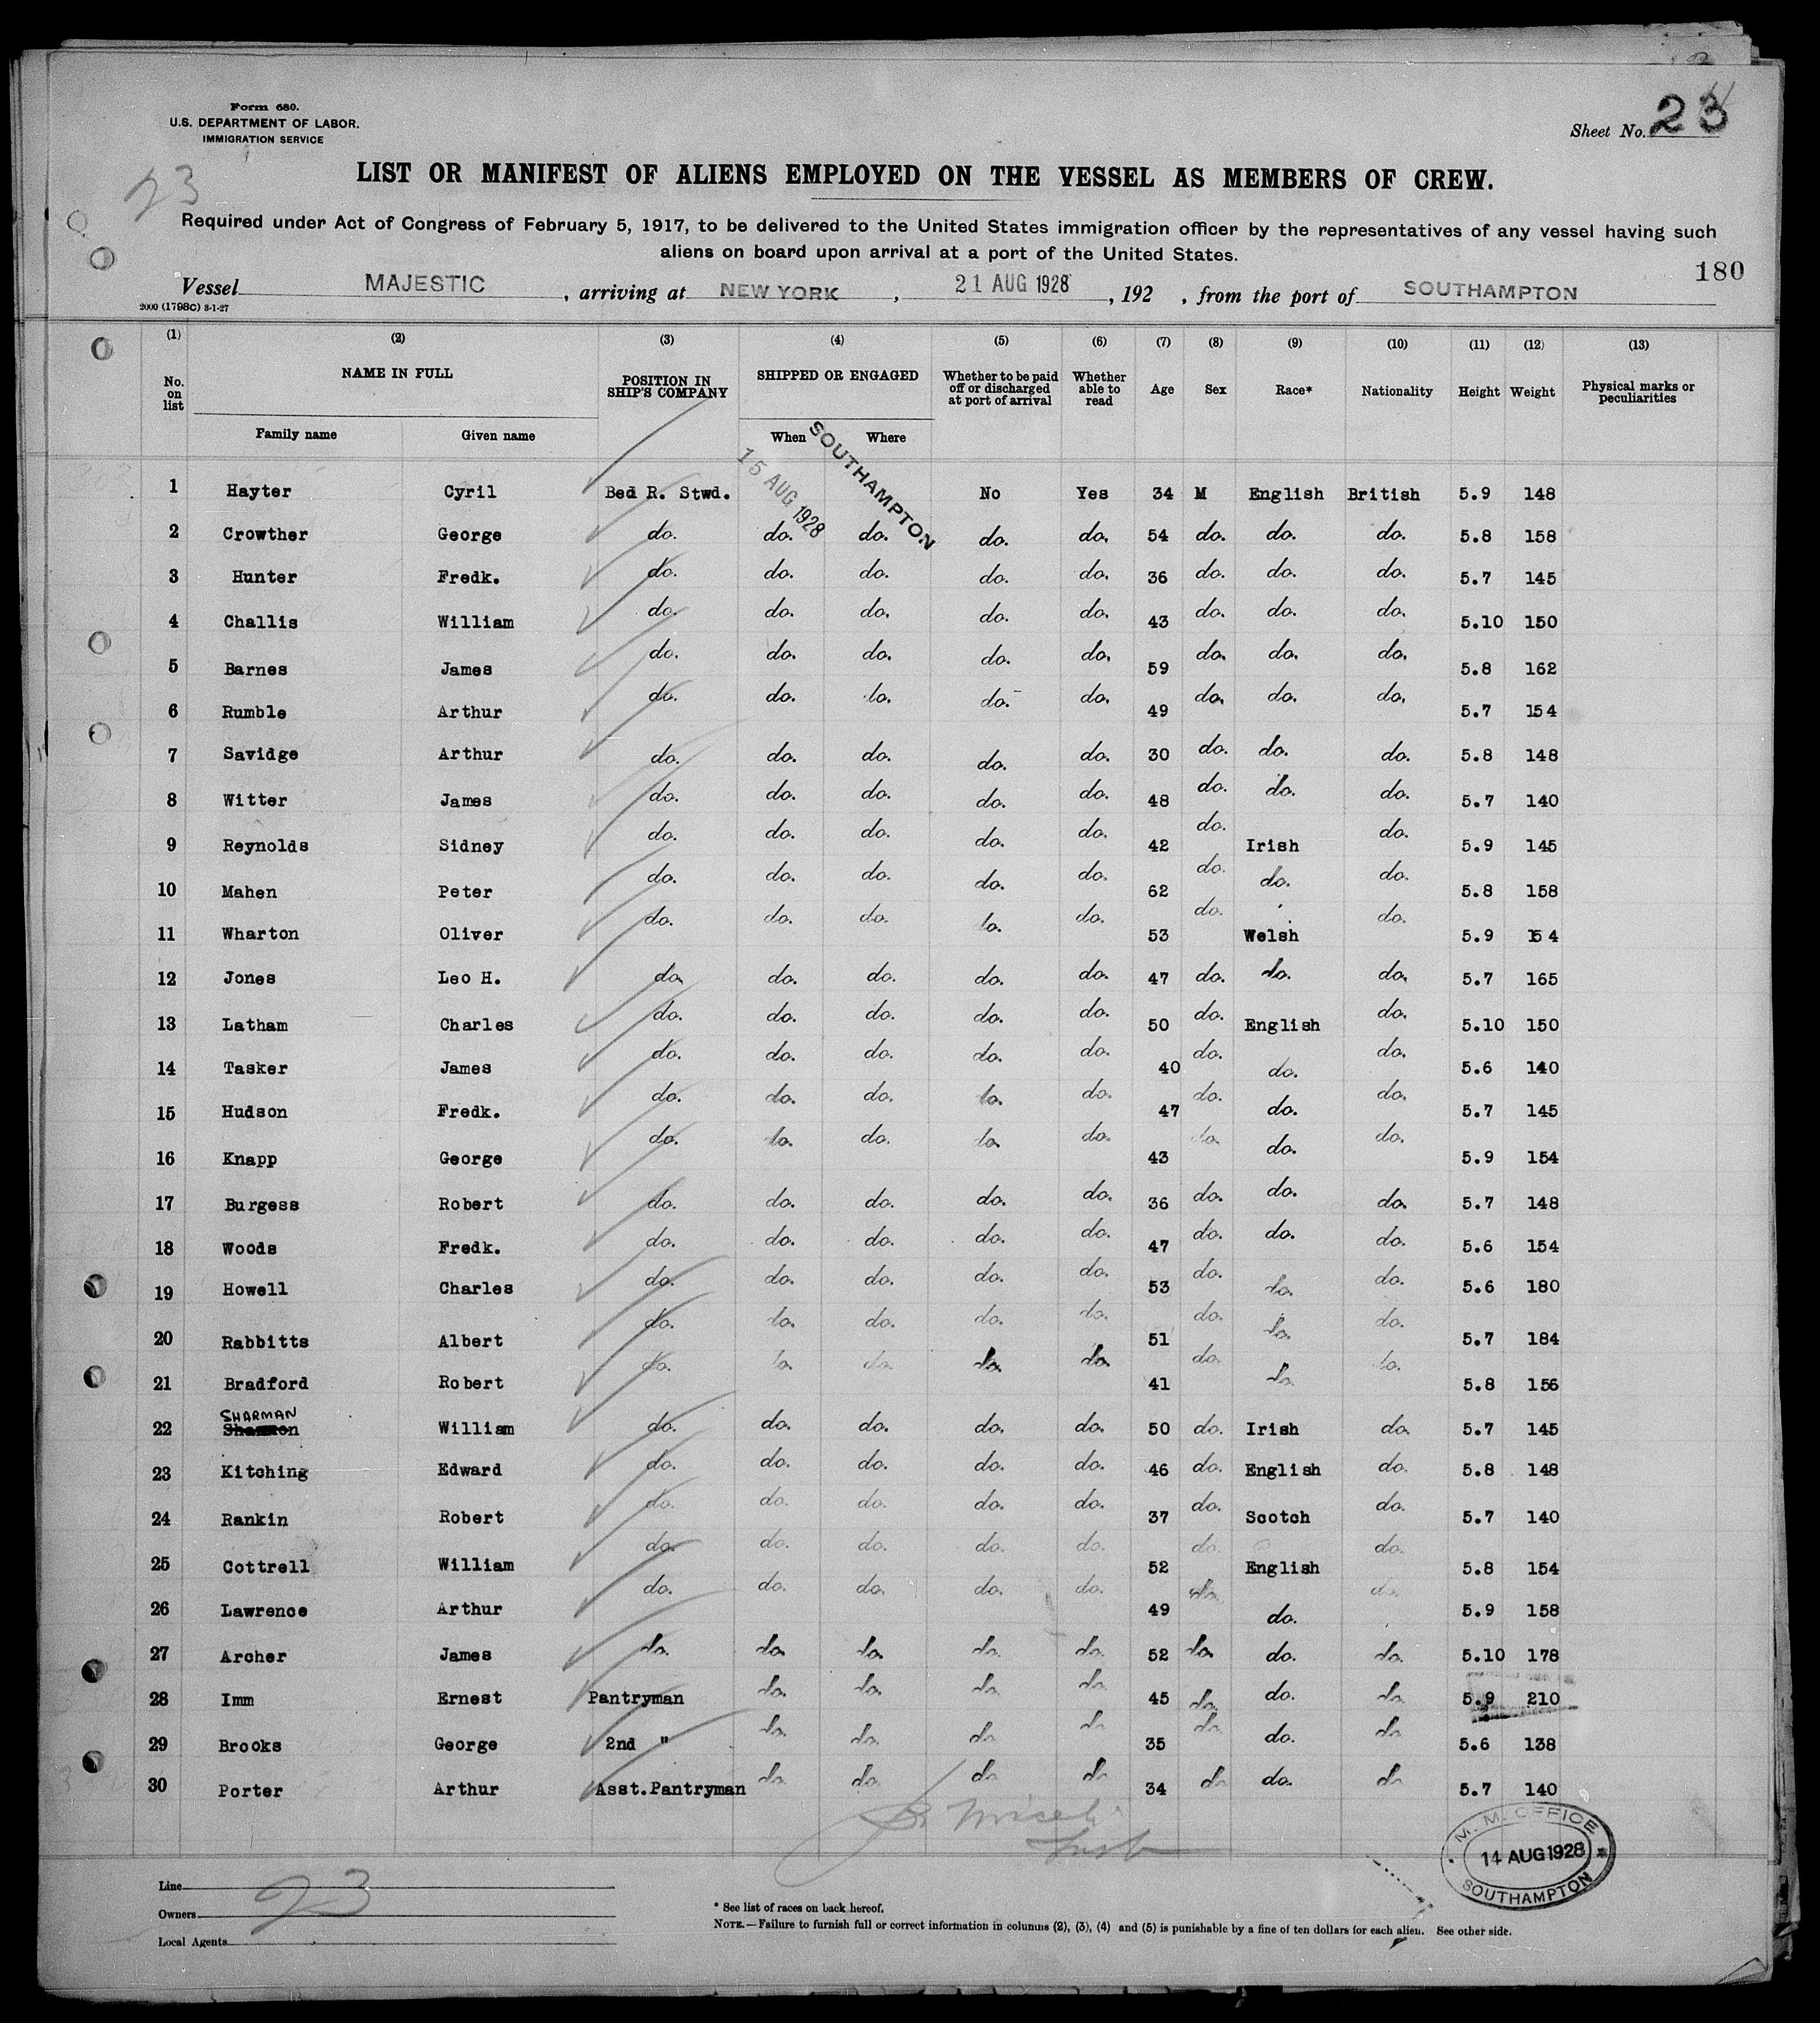 Form 680.
U.S. DEPARTMENT OF LABOR.
IMMIGRATION SERVICE
Sheet No. 23
23
LIST OR MANIFEST OF ALIENS EMPLOYED ON THE VESSEL AS MEMBERS OF CREW.
Required under Act of Congress of February 5, 1917, to be delivered to the United States immigration officer by the representatives of any vessel having such
aliens on board upon arrival at a port of the United States.
180
Vessel MAJESTIC, arriving at NEW YORK, 21 AUG 1928, 192 , from the port of SOUTHAMPTON
2000 (1798C) 8-1-27
(1) (2) (3) (4) (5) (6) (7) (8) (9) (10) (11) (12) (13)
No. on list NAME IN FULL POSITION IN SHIP'S COMPANY SHIPPED OR ENGAGED Whether to be paid off or discharged at port of arrival Whether able to read Age Sex Race* Nationality Height Weight Physical marks or peculiarities
Family name Given name When Where
15 AUG 1928 SOUTHAMPTON
1 Hayter Cyril Bed R. Stwd. No Yes 34 M English British 5.9 148
2 Crowther George do. do. do. do. do. 54 do. do. do. 5.8 158
3 Hunter Fredk. do. do. do. do. do. 36 do. do. do. 5.7 145
4 Challis William do. do. do. do. do. 43 do. do. do. 5.10 150
5 Barnes James do. do. do. do. do. 59 do. do. do. 5.8 162
6 Rumble Arthur do. do. do. do. do. 49 do. do. do. 5.7 154
7 Savidge Arthur do. do. do. do. do. 30 do. do. do. 5.8 148
8 Witter James do. do. do. do. do. 48 do. do. do. 5.7 140
9 Reynolds Sidney do. do. do. do. do. 42 do. Irish do. 5.9 145
10 Mahen Peter do. do. do. do. do. 62 do. do. do. 5.8 158
11 Wharton Oliver do. do. do. do. do. 53 do. Welsh do. 5.9 154
12 Jones Leo H. do. do. do. do. do. 47 do. do. do. 5.7 165
13 Latham Charles do. do. do. do. do. 50 do. English do. 5.10 150
14 Tasker James do. do. do. do. do. 40 do. do. do. 5.6 140
15 Hudson Fredk. do. do. do. do. do. 47 do. do. do. 5.7 145
16 Knapp George do. do. do. do. do. 43 do. do. do. 5.9 154
17 Burgess Robert do. do. do. do. do. 36 do. do. do. 5.7 148
18 Woods Fredk. do. do. do. do. do. 47 do. do. do. 5.6 154
19 Howell Charles do. do. do. do. do. 53 do. do. do. 5.6 180
20 Rabbitts Albert do. do. do. do. do. 51 do. do. do. 5.7 184
21 Bradford Robert do. do. do. do. do. 41 do. do. do. 5.8 156
22 SHARMAN William do. do. do. do. do. 50 do. Irish do. 5.7 145
23 Kitching Edward do. do. do. do. do. 46 do. English do. 5.8 148
24 Rankin Robert do. do. do. do. do. 37 do. Scotch do. 5.7 140
25 Cottrell William do. do. do. do. do. 52 do. English do. 5.8 154
26 Lawrence Arthur do. do. do. do. do. 49 do. do. do. 5.9 158
27 Archer James do. do. do. do. do. 52 do. do. do. 5.10 178
28 Imm Ernest Pantryman do. do. do. do. 45 do. do. do. 5.9 210
29 Brooks George 2nd " do. do. do. do. 35 do. do. do. 5.6 138
30 Porter Arthur Asst.Pantryman do. do. do. do. 34 do. do. do. 5.7 140
M. M. OFFICE
14 AUG 1928
SOUTHAMPTON
Line
Owners
Local Agents
23
* See list of races on back hereof.
NOTE.—Failure to furnish full or correct information in columns (2), (3), (4) and (5) is punishable by a fine of ten dollars for each alien. See other side.